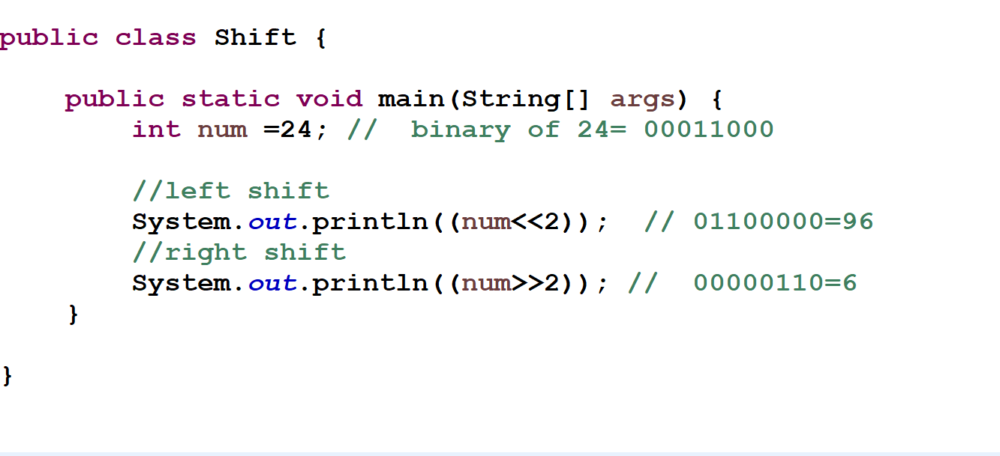 public class Shift {
public static void main(String[] args) {
int num =24; //  binary of 24= 00011000
//left shift
System.out.println((num<<2));  // 01100000=96
//right shift
System.out.println((num>>2)); //  00000110=6
}
}